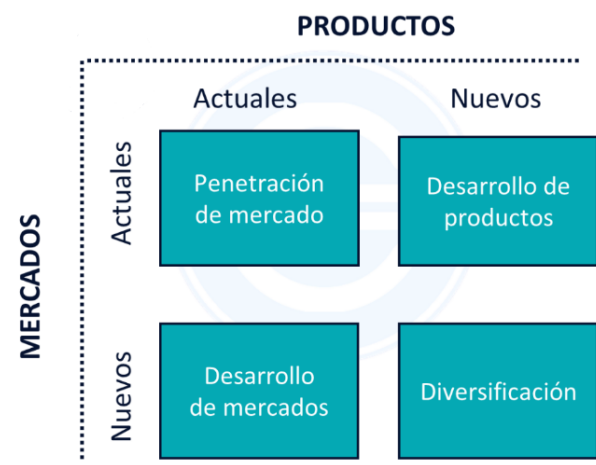 PRODUCTOS
Actuales
Nuevos
MERCADOS
Actuales
Penetración
de mercado
Desarrollo de
productos
Nuevos
Desarrollo
de mercados
Diversificación